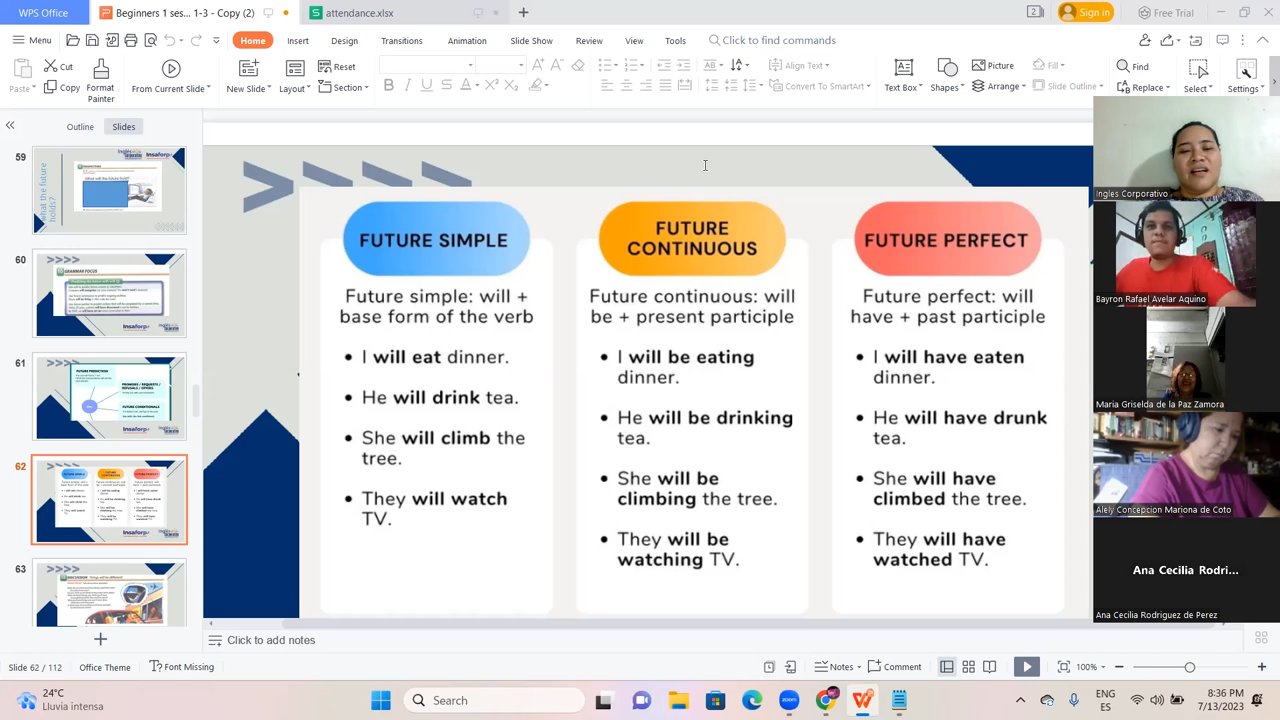 WPS Office
Beginners 1 ses... 1-3 - Copy (2)
attendance.xlsx
Sign in
Free Trial
Menu
Home
Insert
Design
Transitions
Animation
Slide Show
Review
View
Tools
Click to find commands
Cut
Copy
Format Painter
From Current Slide
New Slide
Layout
Reset
Section
Align Text
Convert To SmartArt
Text Box
Shapes
Picture
Arrange
Fill
Slide Outline
Find
Replace
Select
Settings
Outline
Slides
59
60
61
62
63
FUTURE SIMPLE
Future simple: will +
base form of the verb
• I will eat dinner.
• He will drink tea.
• She will climb the
tree.
• They will watch
TV.
FUTURE
CONTINUOUS
Future continuous: will
be + present participle
• I will be eating
dinner.
• He will be drinking
tea.
• She will be
climbing the tree.
• They will be
watching TV.
FUTURE PERFECT
Future perfect: will
have + past participle
• I will have eaten
dinner.
• He will have drunk
tea.
• She will have
climbed the tree.
• They will have
watched TV.
Ingles Corporativo
Bayron Rafael Avelar Aquino
Maria Griselda de la Paz Zamora
Alely Concepcion Mariona de Coto
Ana Cecilia Rodri...
Ana Cecilia Rodriguez de Perez
Click to add notes
Slide 62 / 112
Office Theme
Font Missing
Notes
Comment
100%
24°C
Lluvia intensa
Search
ENG
ES
8:36 PM
7/13/2023